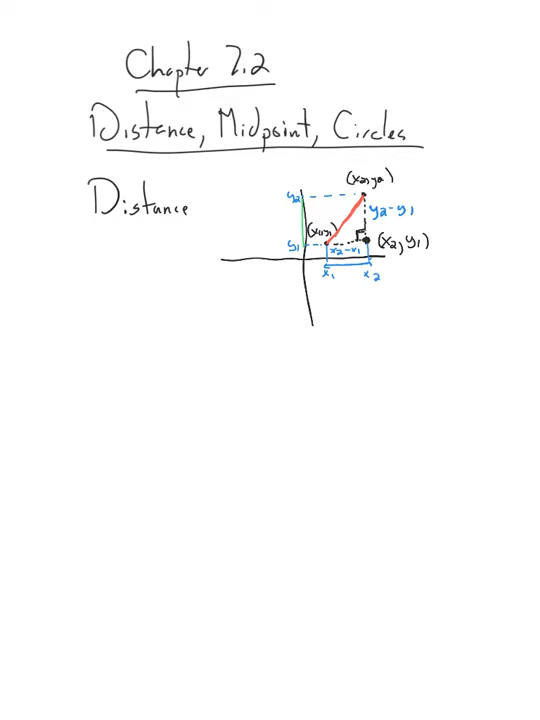 Chapter 7.2
Distance, Midpoint, Circles
Distance
(x2, y2)
y2
y2-y1
(x1, y1)
y1
x2-x1
(x2, y1)
x1
x2